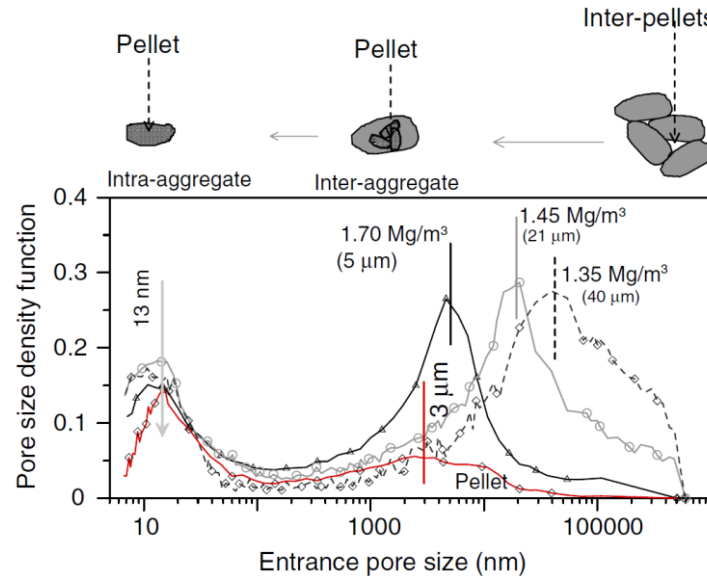 Inter-pellets
Pellet
Pellet
Intra-aggregate
Inter-aggregate
0.4
0.3
0.2
0.1
0
Pore size density function
13 nm
1.70 Mg/m³
(5 μm)
1.45 Mg/m³
(21 μm)
1.35 Mg/m³
(40 μm)
3 μm
Pellet
10
1000
100000
Entrance pore size (nm)